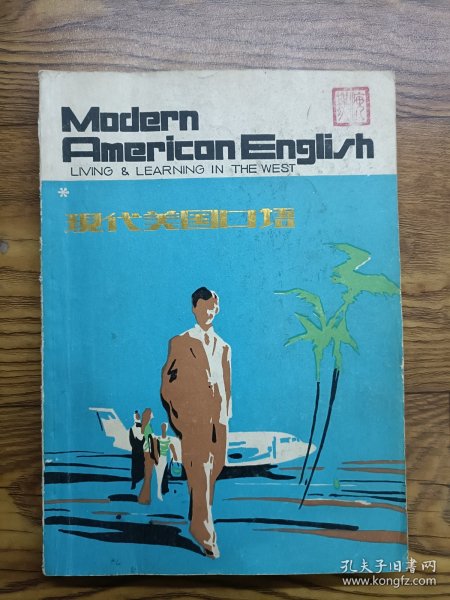 Modern
American English
LIVING & LEARNING IN THE WEST
*
现代美国口语
孔夫子旧书网
www.kongfz.com